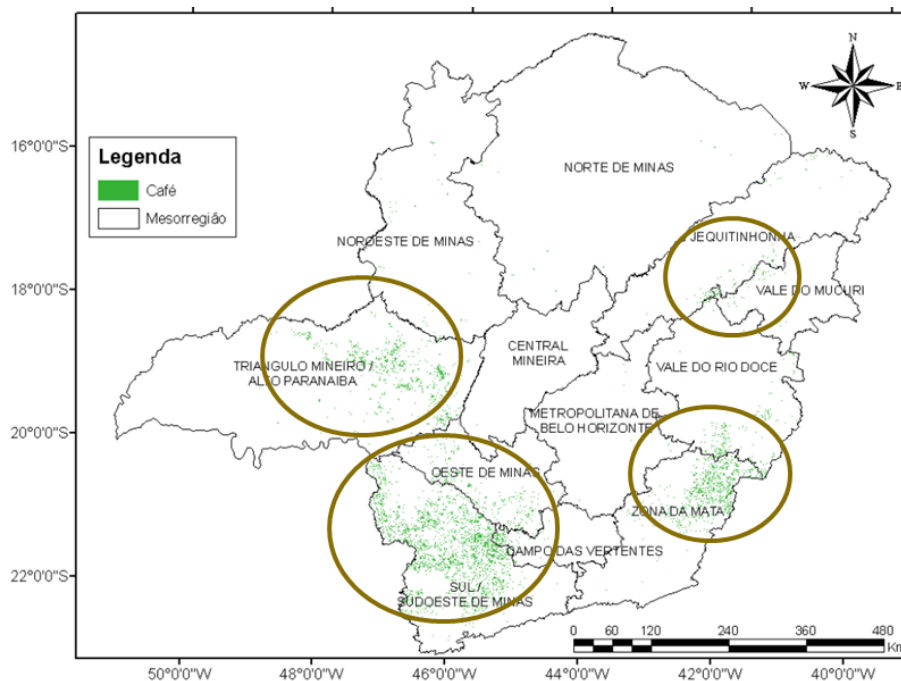 N
W
E
S
16°0'0"S
Legenda
Café
Mesorregião
NORTE DE MINAS
NOROESTE DE MINAS
JEQUITINHONHA
18°0'0"S
VALE DO MUCURI
CENTRAL
MINEIRA
TRIANGULO MINEIRO /
ALTO PARANAIBA
VALE DO RIO DOCE
METROPOLITANA DE
BELO HORIZONTE
20°0'0"S
OESTE DE MINAS
ZONA DA MATA
CAMPO DAS VERTENTES
22°0'0"S
SUL /
SUDOESTE DE MINAS
0 60 120 240 360 480
Km
50°0'0"W 48°0'0"W 46°0'0"W 44°0'0"W 42°0'0"W 40°0'0"W